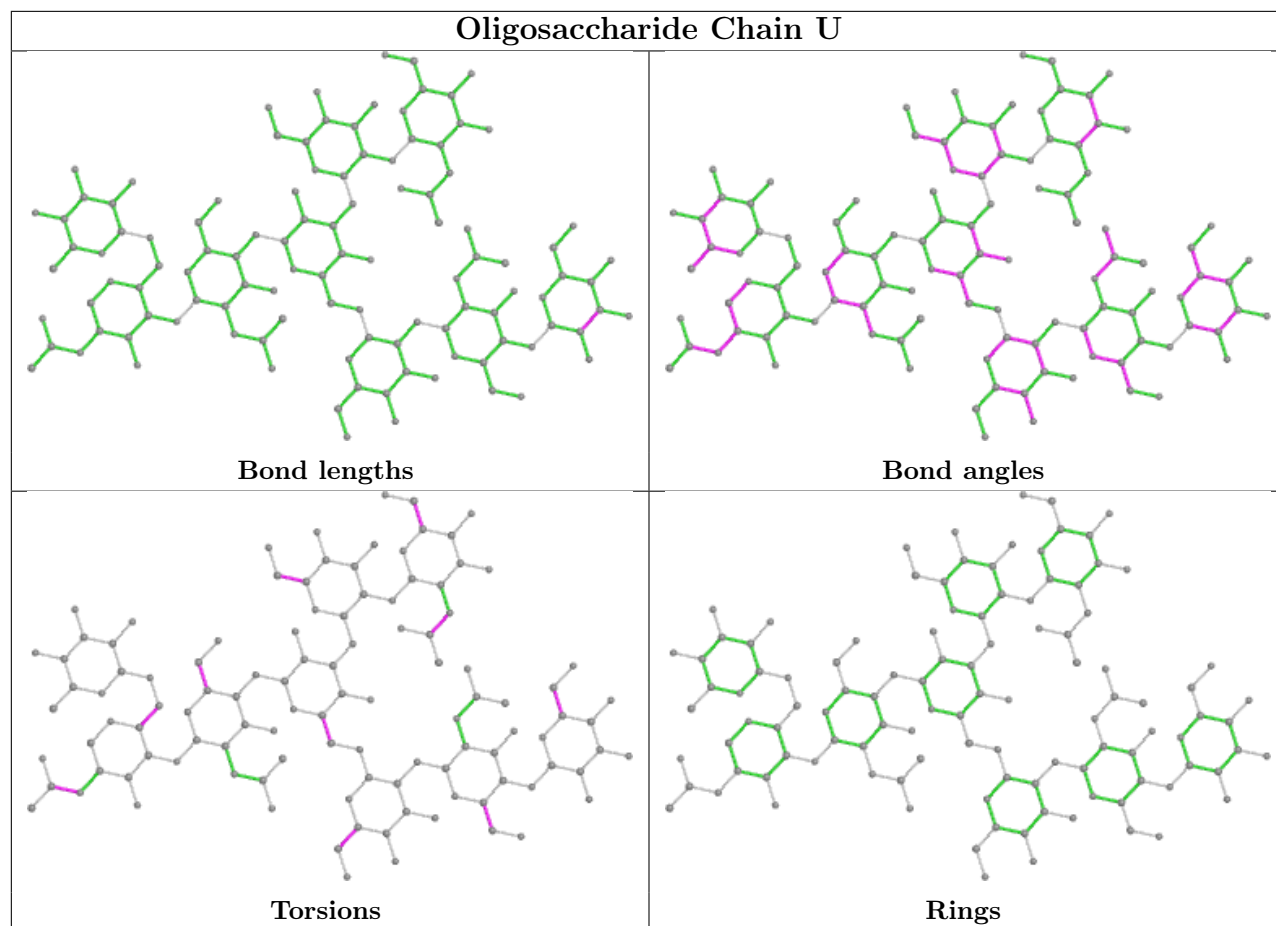 Oligosaccharide Chain U
Bond lengths
Bond angles
Torsions
Rings